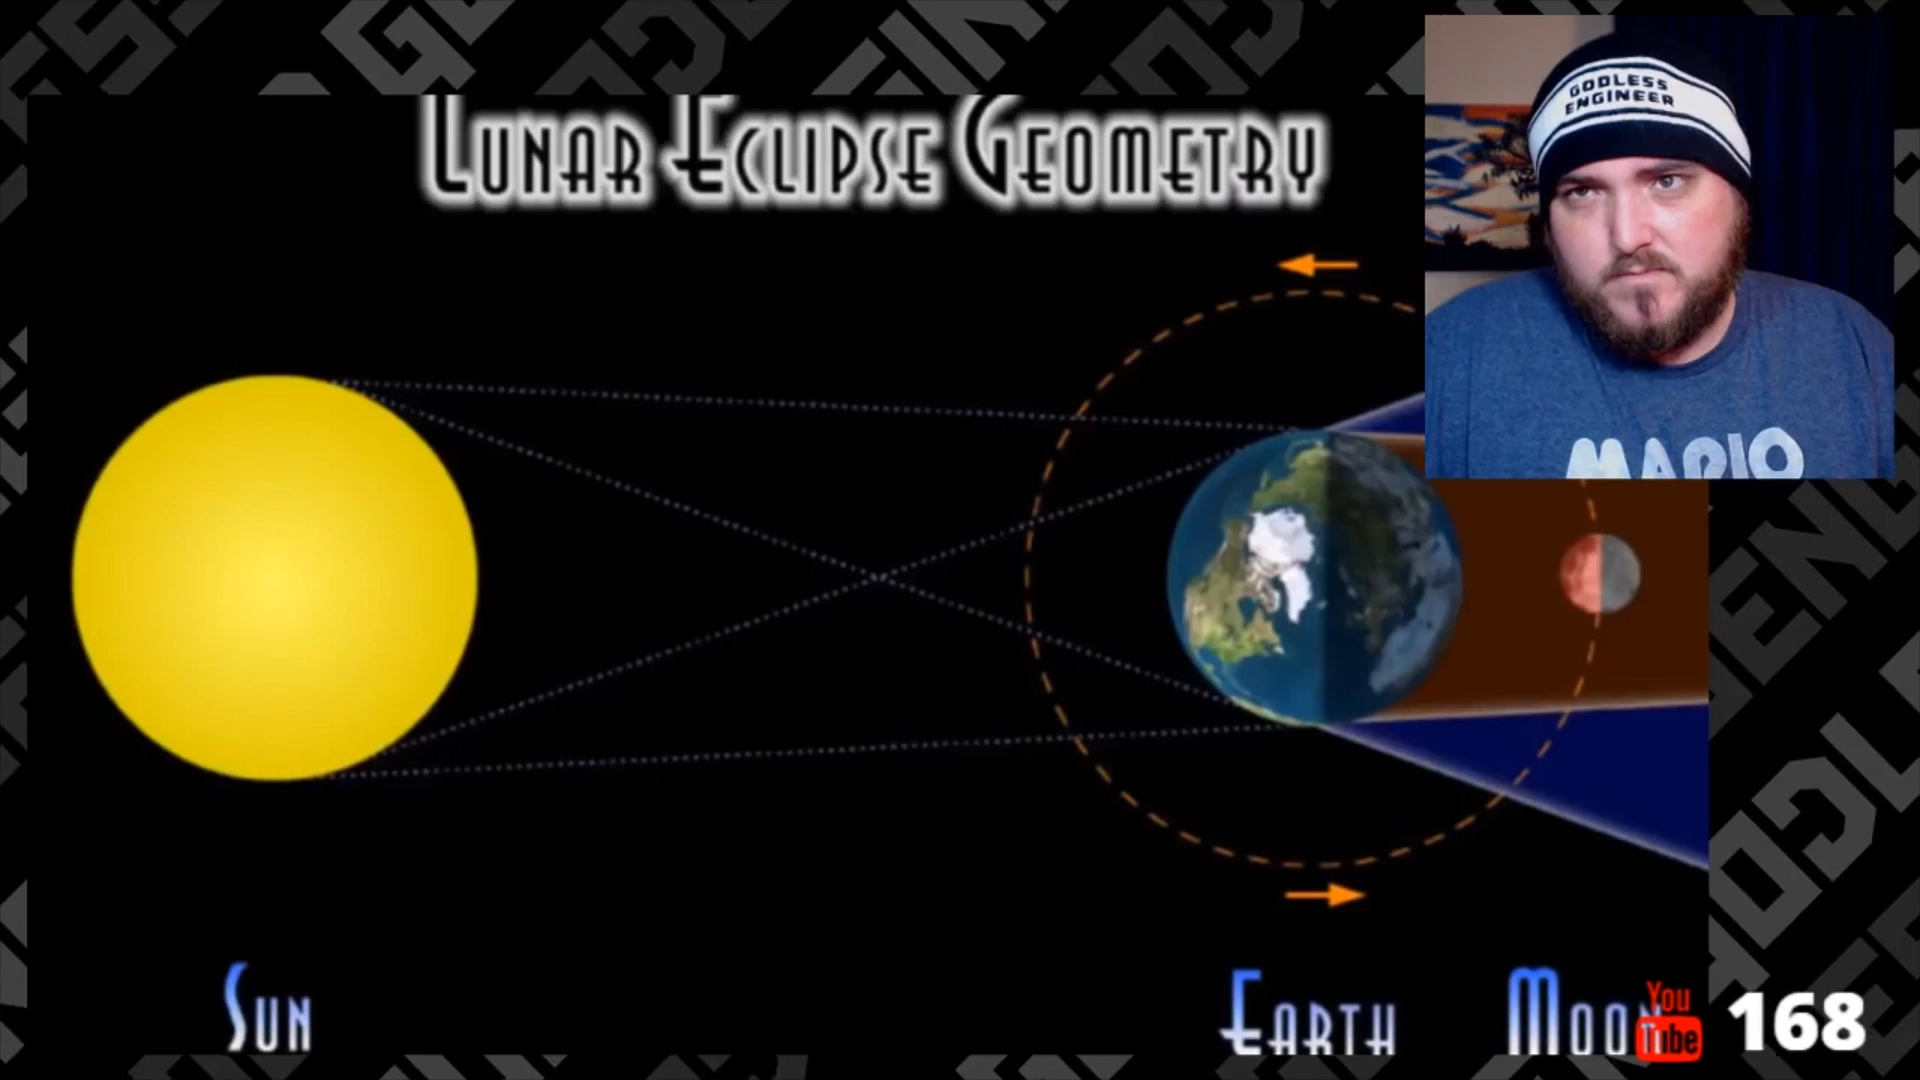 LUNAR ECLIPSE GEOMETRY
GODLESS
ENGINEER
MARIO
SUN
EARTH
MOON
You
Tube
168